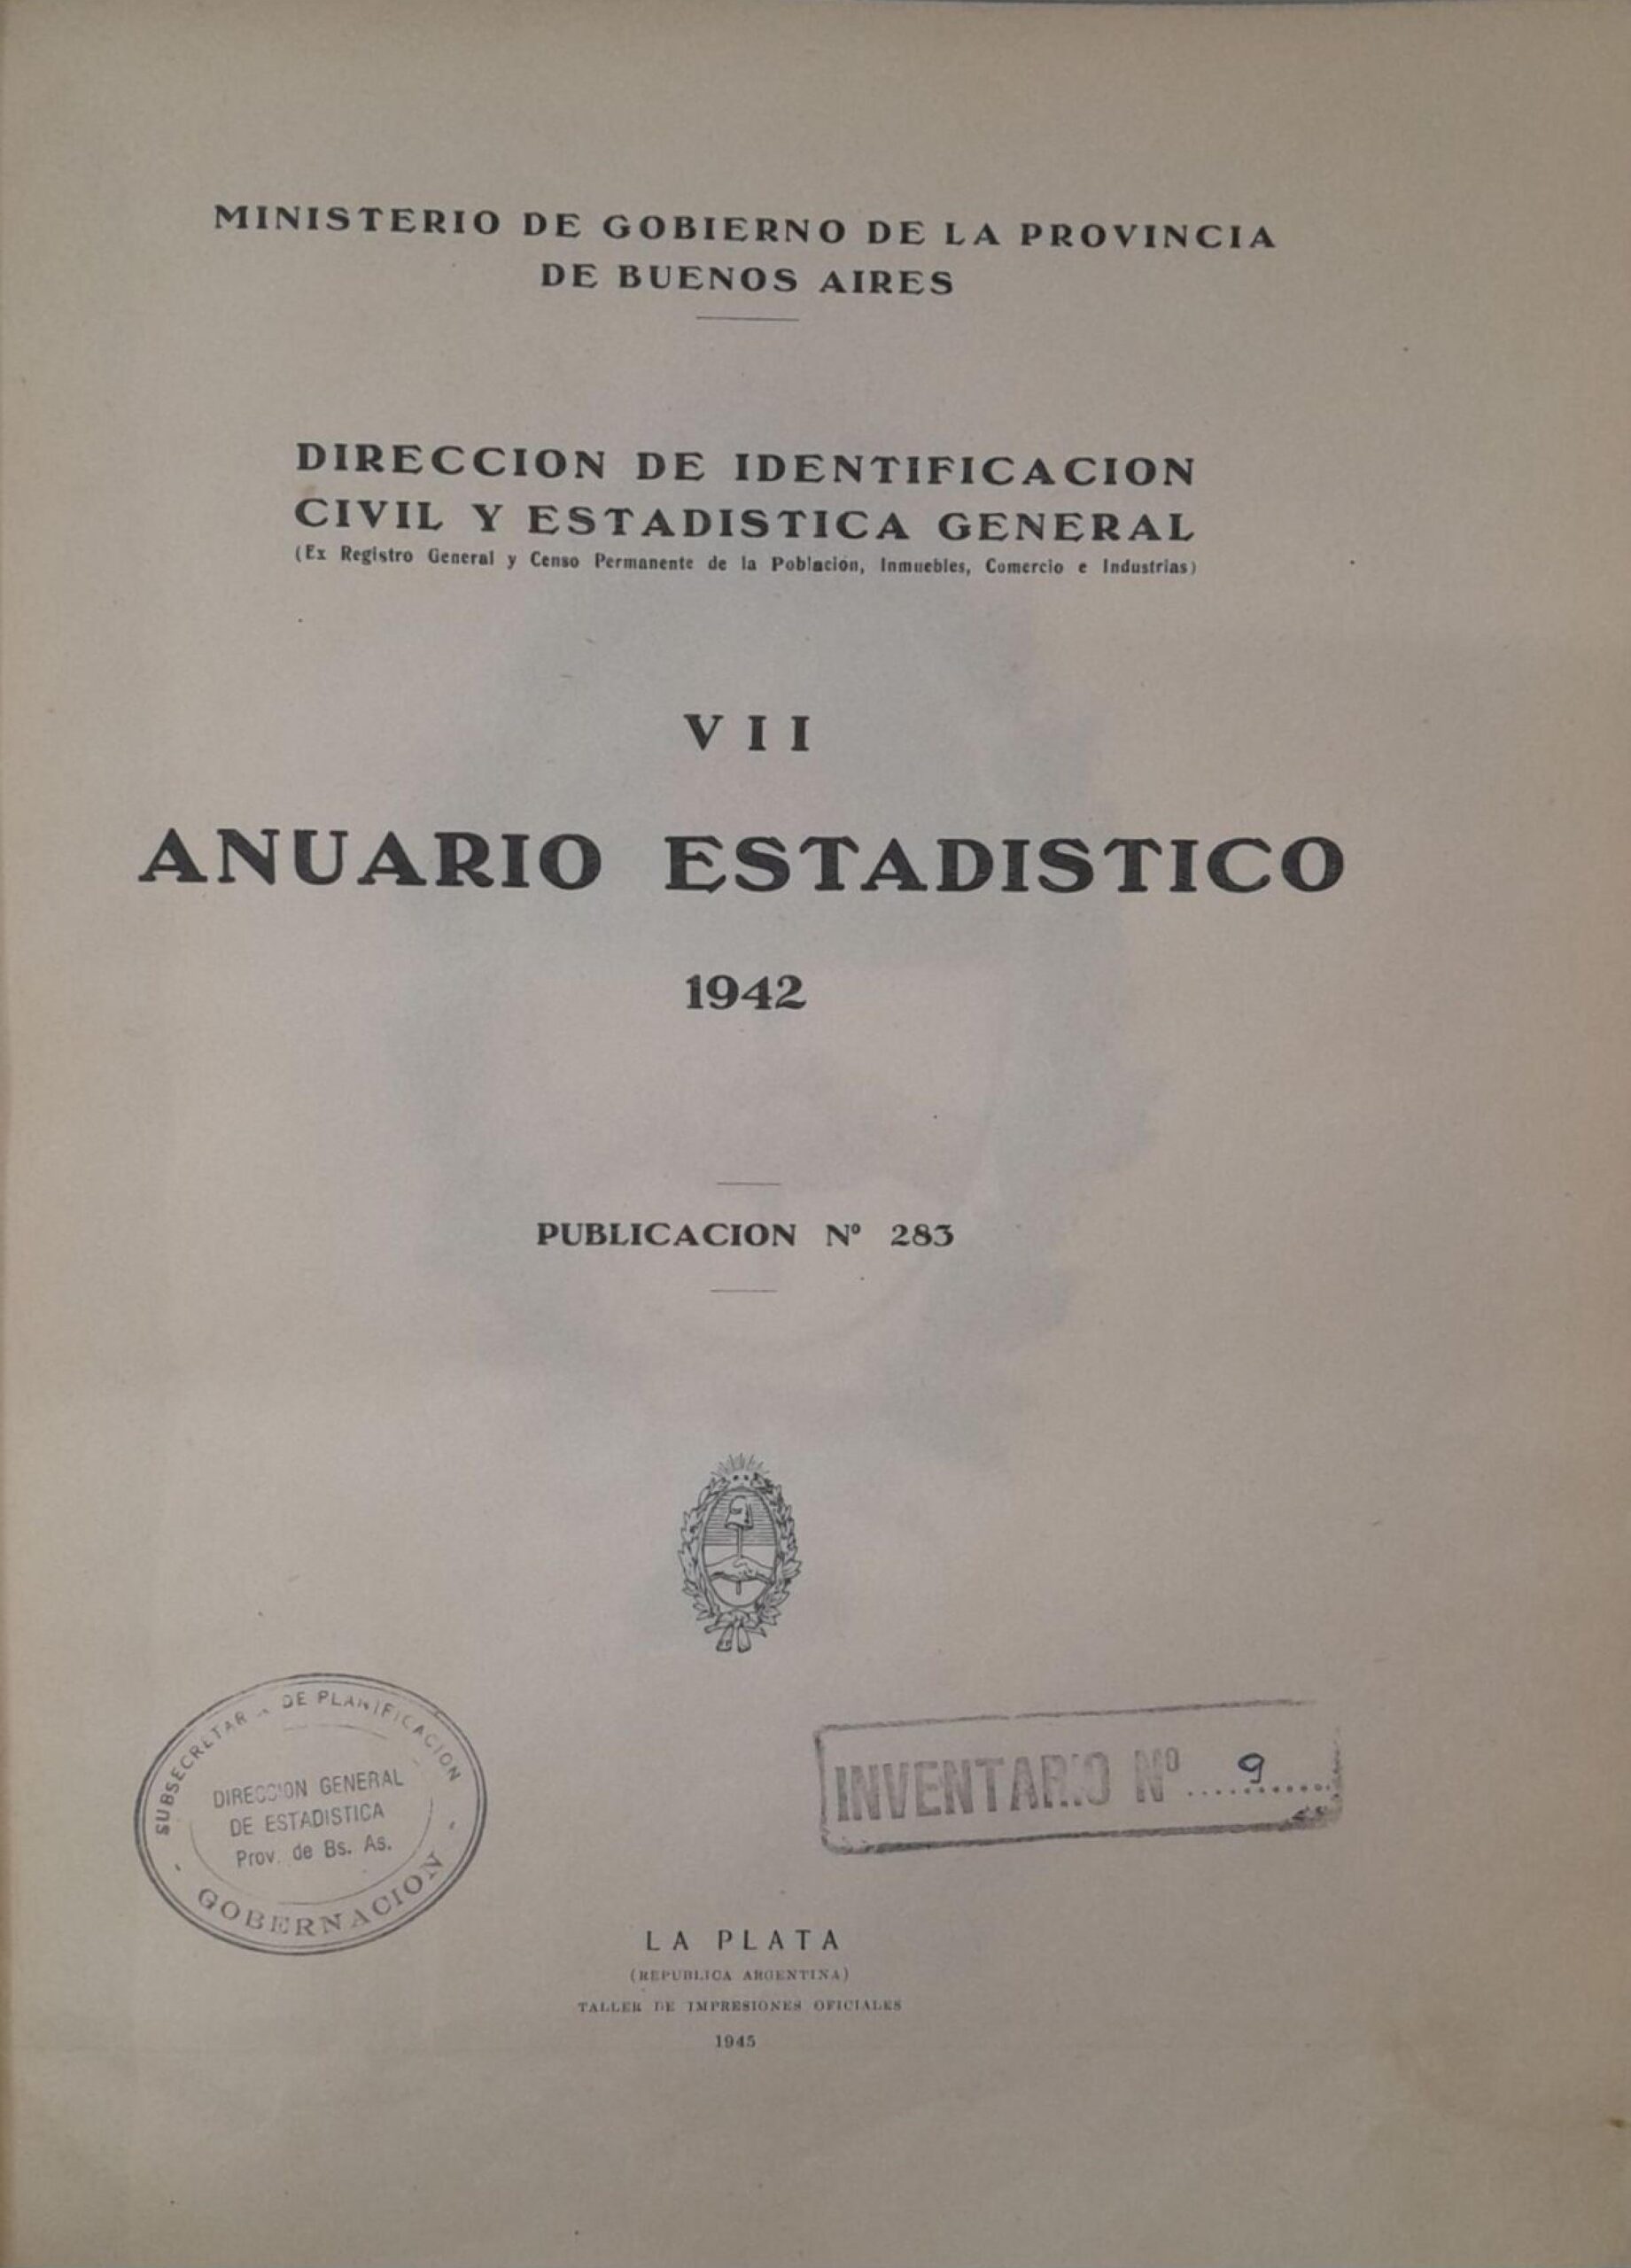 MINISTERIO DE GOBIERNO DE LA PROVINCIA
DE BUENOS AIRES
DIRECCION DE IDENTIFICACION
CIVIL Y ESTADISTICA GENERAL
(Ex Registro General y Censo Permanente de la Población, Inmuebles, Comercio e Industrias)
VII
ANUARIO ESTADISTICO
1942
PUBLICACION Nº 283
SUBSECRETARIA DE PLANIFICACION
DIRECCION GENERAL
DE ESTADISTICA
Prov. de Bs. As.
- GOBERNACION -
INVENTARIO Nº 9
LA PLATA
(REPUBLICA ARGENTINA)
TALLER DE IMPRESIONES OFICIALES
1945